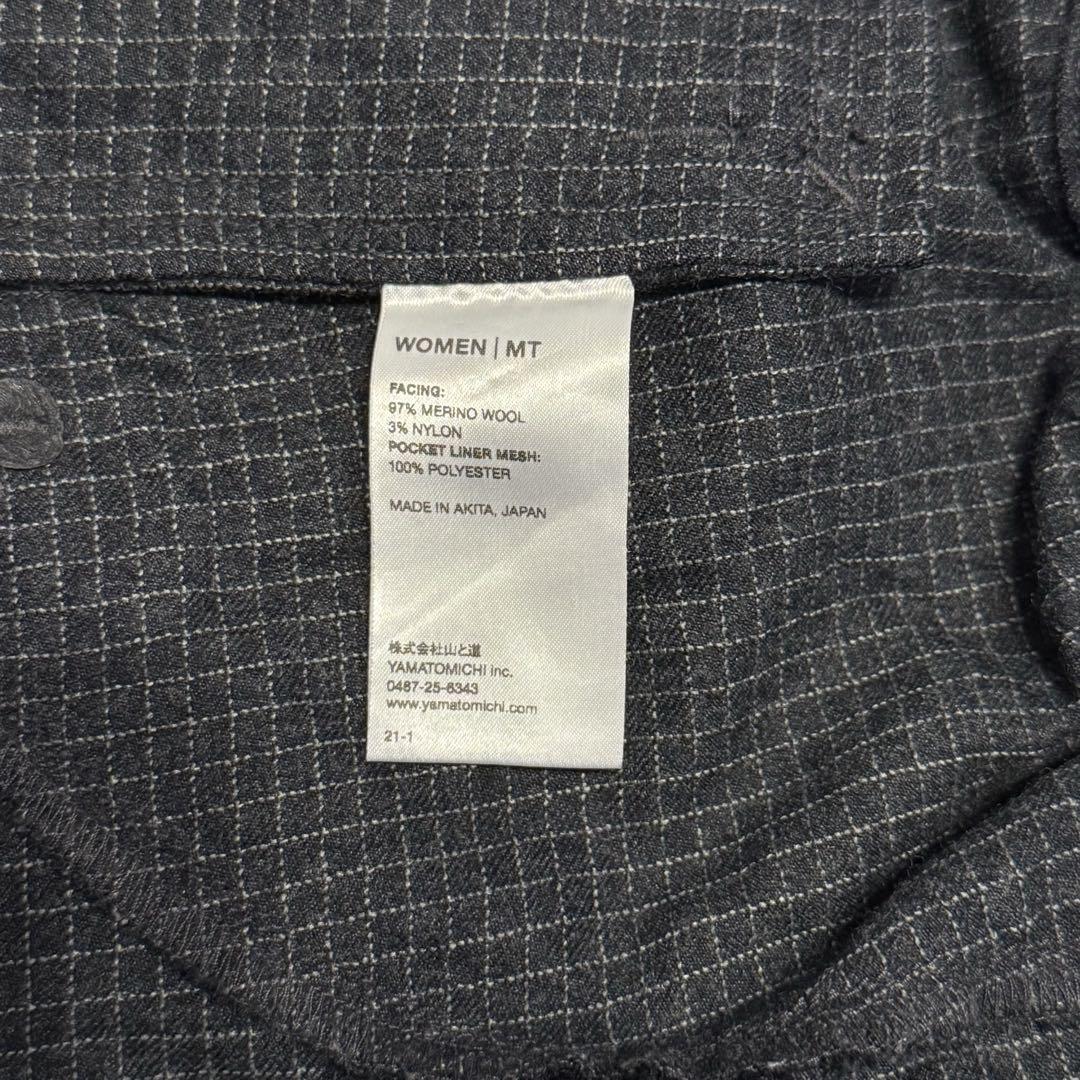 WOMEN | MT
FACING:
97% MERINO WOOL
3% NYLON
POCKET LINER MESH:
100% POLYESTER
MADE IN AKITA, JAPAN
株式会社山と道
YAMATOMICHI inc.
0467-25-6343
www.yamatomichi.com
21-1